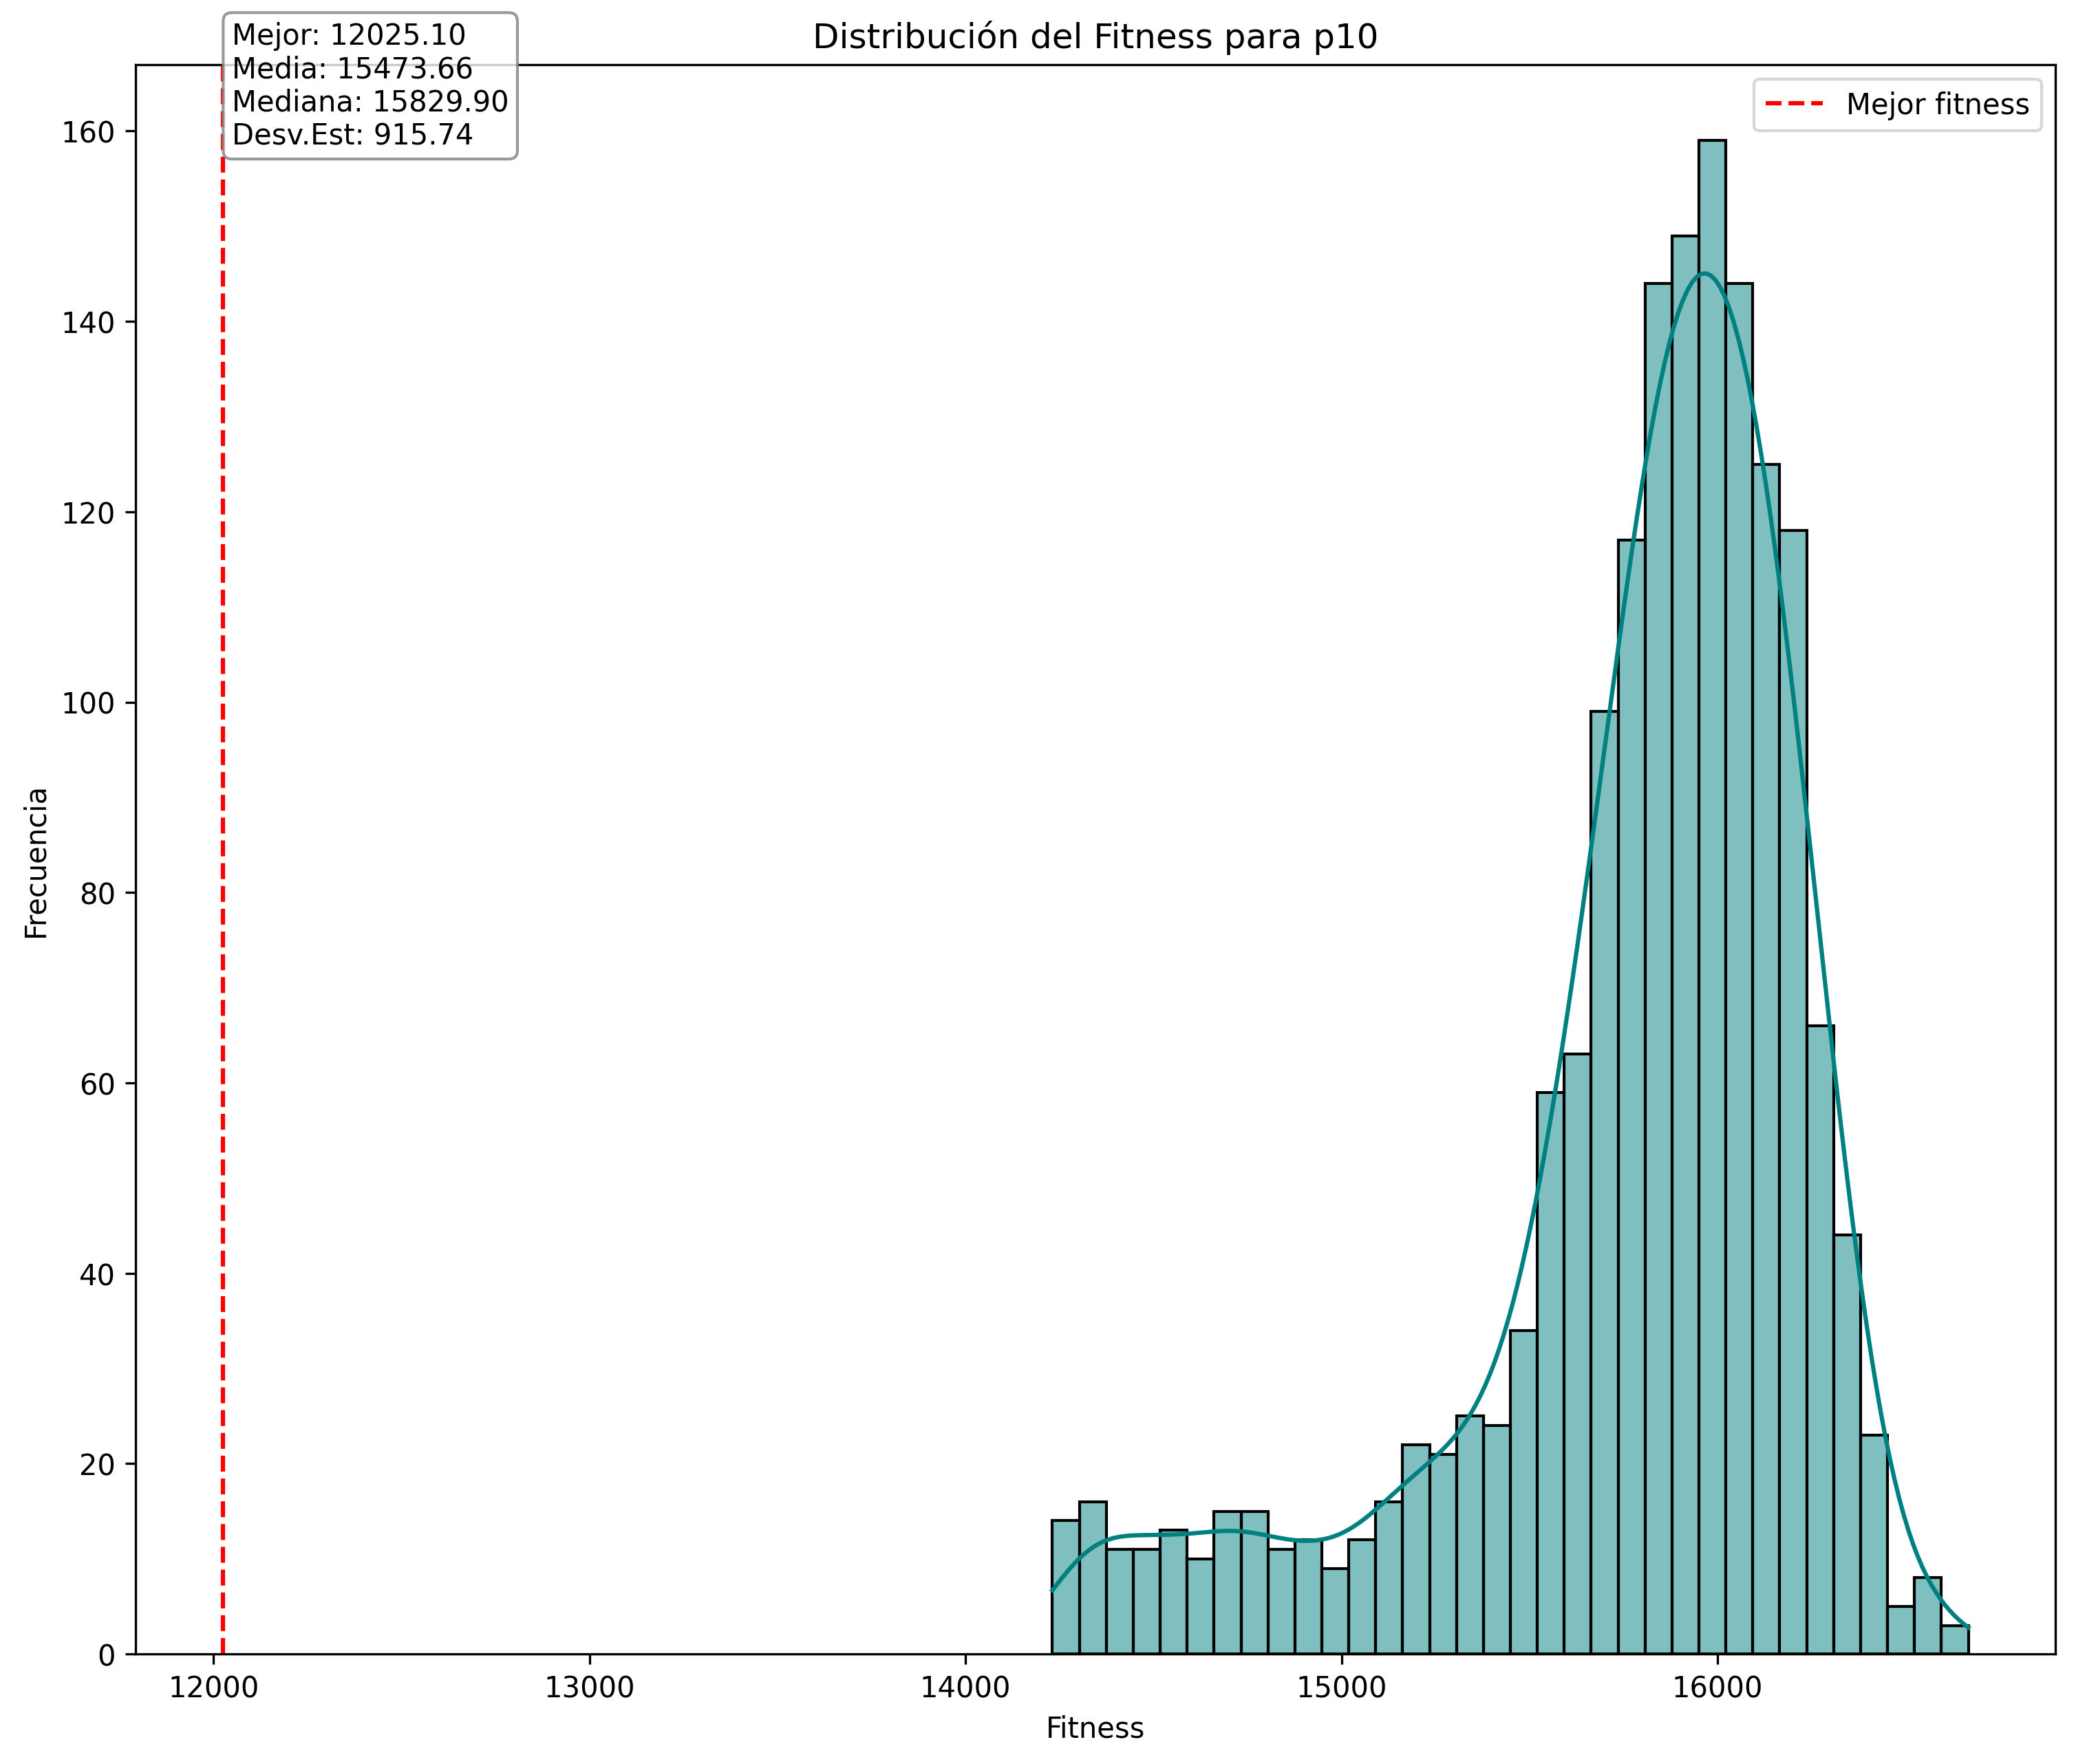 Distribución del Fitness para p10
Mejor: 12025.10
Media: 15473.66
Mediana: 15829.90
Desv.Est: 915.74
Mejor fitness
160
140
120
100
80
60
40
20
0
Frecuencia
12000
13000
14000
15000
16000
Fitness